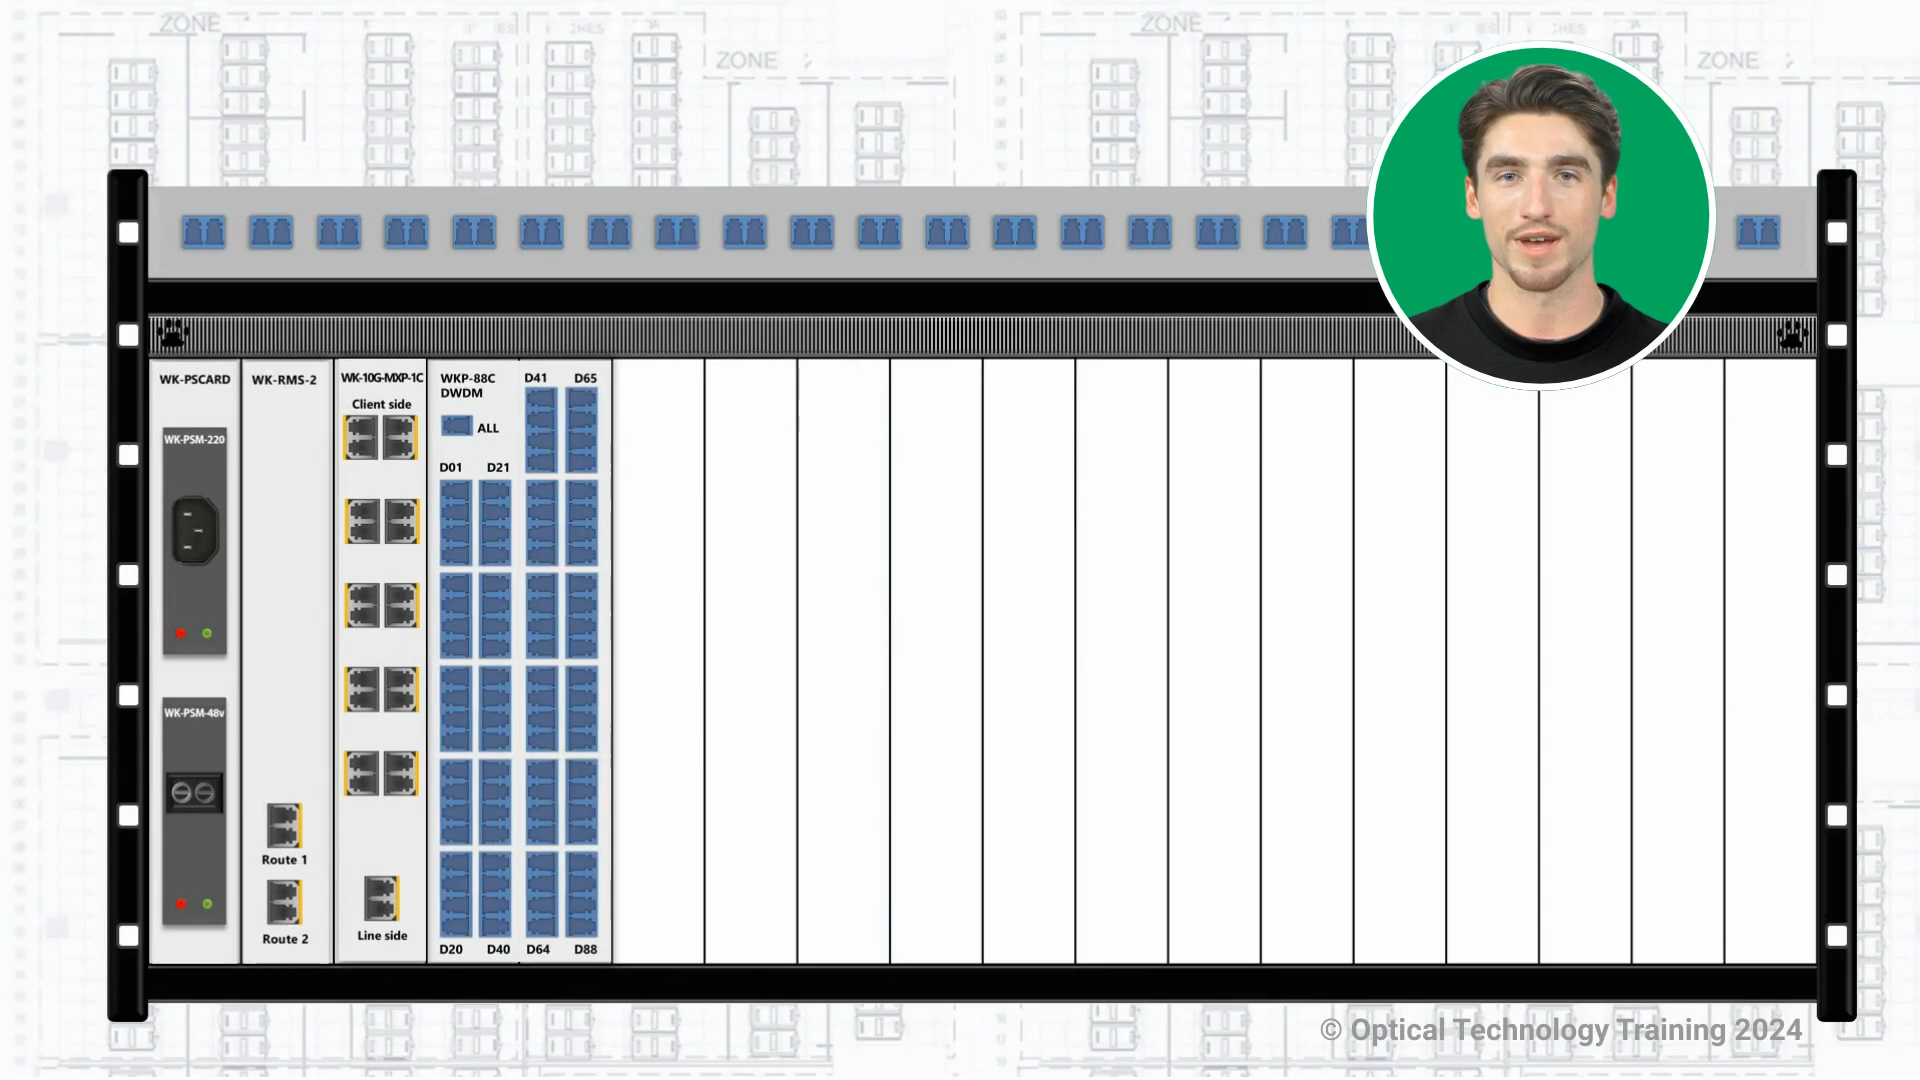 ZONE
ZONE
ZONE
ZONE
WK-PSCARD
WK-PSM-220
WK-PSM-48v
WK-RMS-2
Route 1
Route 2
WK-10G-MXP-1C
Client side
Line side
WKP-88C
DWDM
ALL
D41 D65
D01 D21
D20 D40 D64 D88
© Optical Technology Training 2024